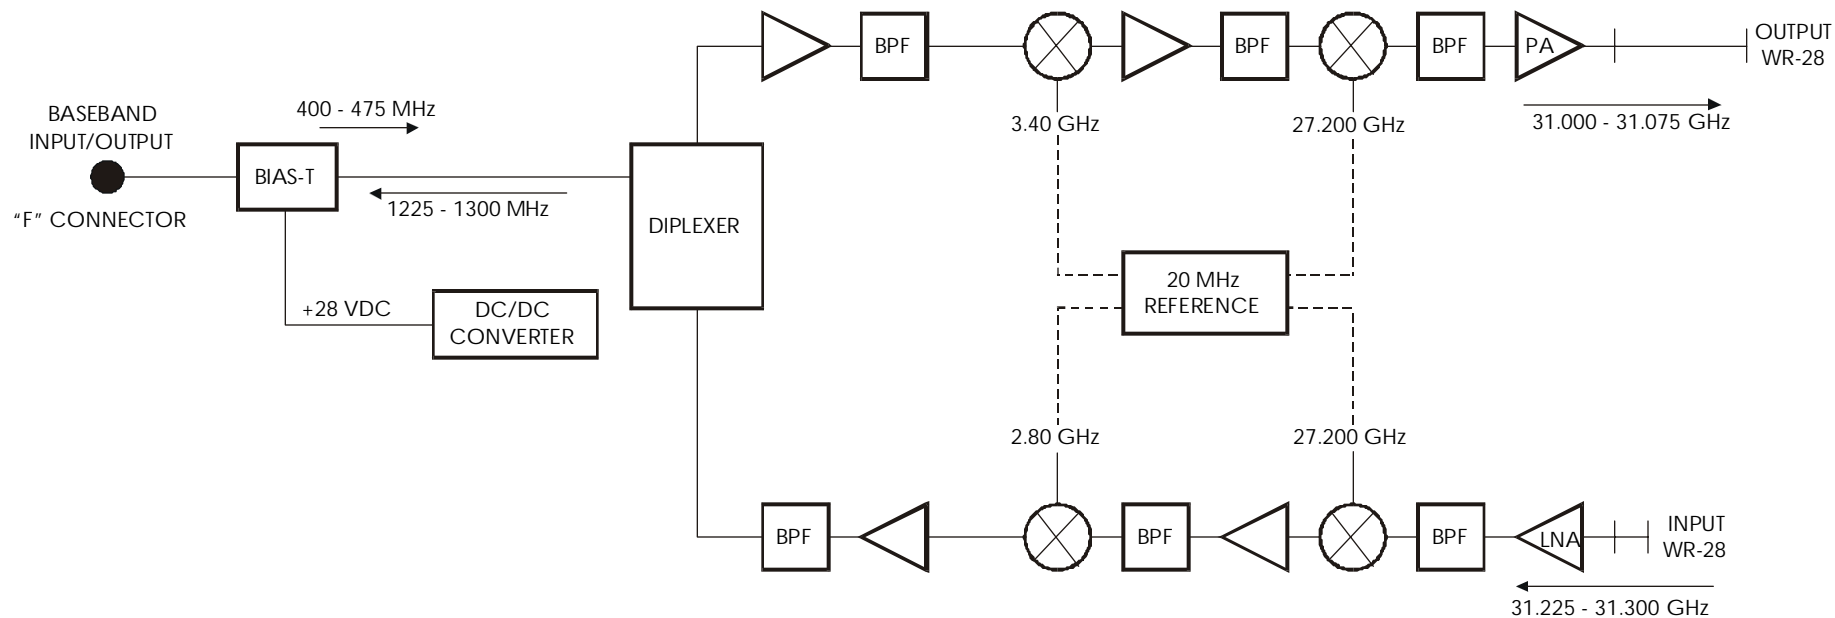 BPF
BPF
BPF
PA
OUTPUT
WR-28
BASEBAND
INPUT/OUTPUT
400 - 475 MHz
3.40 GHz
27.200 GHz
31.000 - 31.075 GHz
BIAS-T
1225 - 1300 MHz
“F” CONNECTOR
DIPLEXER
20 MHz
REFERENCE
+28 VDC
DC/DC
CONVERTER
2.80 GHz
27.200 GHz
BPF
BPF
BPF
LNA
INPUT
WR-28
31.225 - 31.300 GHz